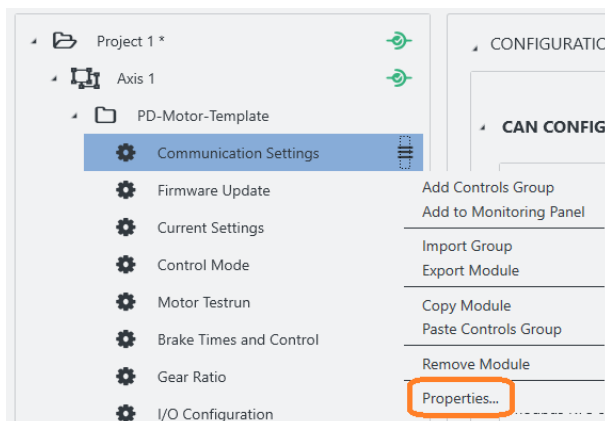 Project 1 *
Axis 1
PD-Motor-Template
Communication Settings
Firmware Update
Current Settings
Control Mode
Motor Testrun
Brake Times and Control
Gear Ratio
I/O Configuration
CONFIGURATIO
CAN CONFIG
Add Controls Group
Add to Monitoring Panel
Import Group
Export Module
Copy Module
Paste Controls Group
Remove Module
Properties...